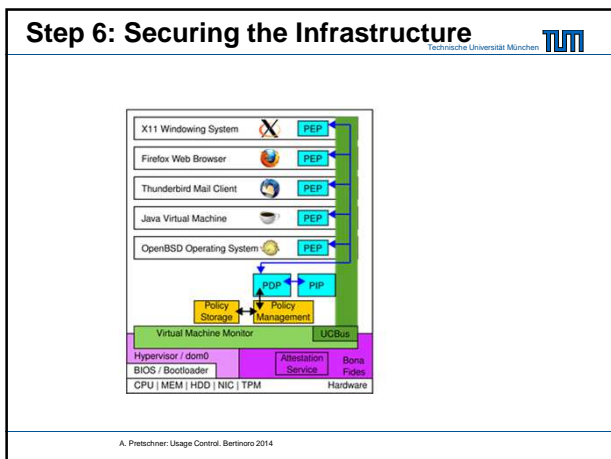 Step 6: Securing the Infrastructure
Technische Universität München
TUM
X11 Windowing System
PEP
Firefox Web Browser
PEP
Thunderbird Mail Client
PEP
Java Virtual Machine
PEP
OpenBSD Operating System
PEP
PDP
PIP
Policy
Storage
Policy
Management
Virtual Machine Monitor
UCBus
Hypervisor / dom0
Attestation
Service
Bona
Fides
BIOS / Bootloader
CPU | MEM | HDD | NIC | TPM
Hardware
A. Pretschner: Usage Control. Bertinoro 2014